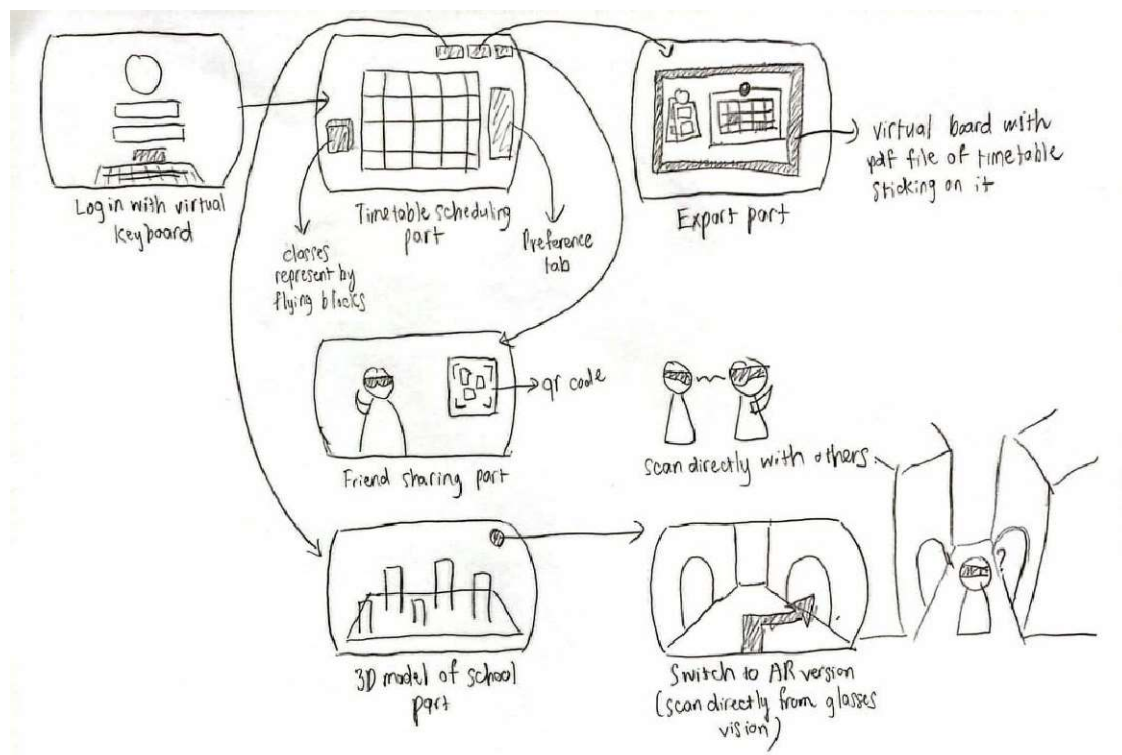 Login with virtual
keyboard
Timetable scheduling
part
classes
represent by
flying blocks
Preference
tab
Export part
virtual board with
pdf file of timetable
sticking on it
qr code
Friend sharing part
scan directly with others
?
3D model of school
part
Switch to AR version
(scan directly from glasses
vision)